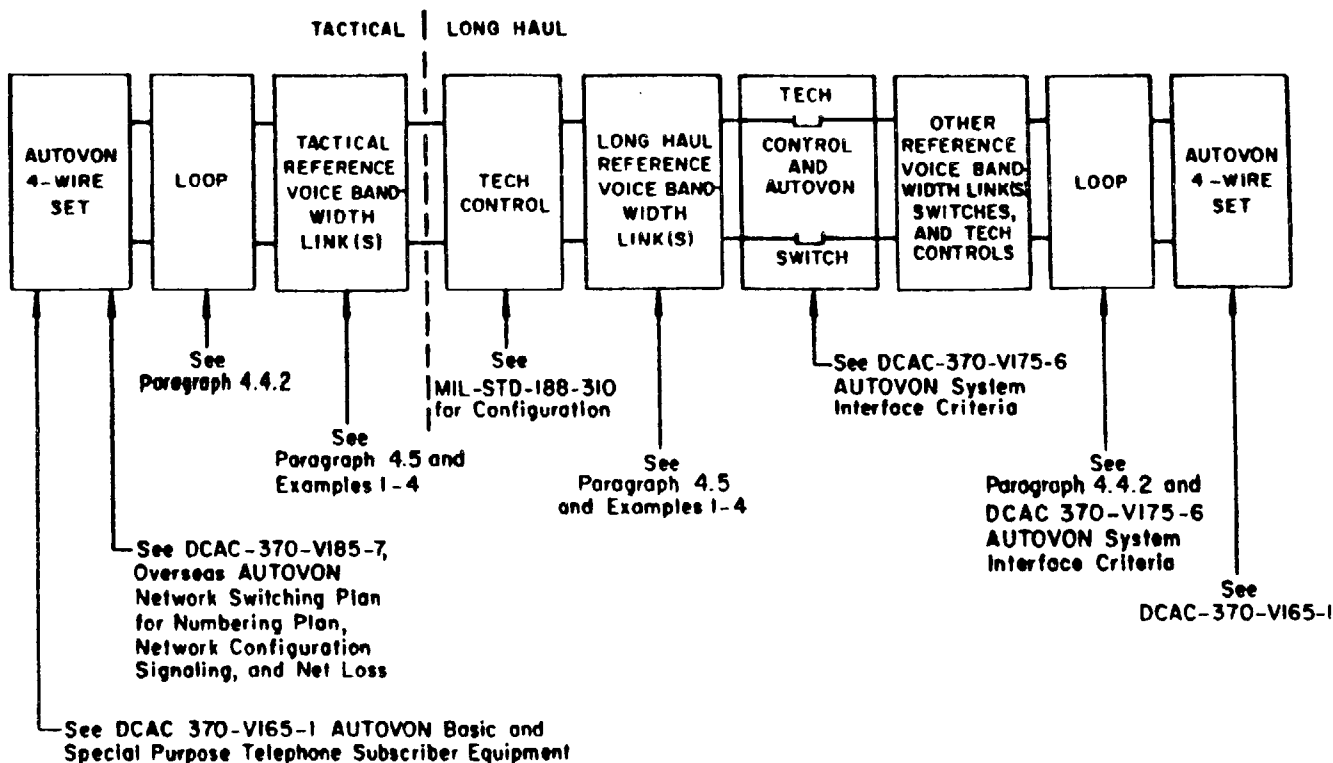 TACTICAL
LONG HAUL
AUTOVON
4-WIRE
SET
LOOP
TACTICAL
REFERENCE
VOICE BAND-
WIDTH
LINK(S)
TECH
CONTROL
LONG HAUL
REFERENCE
VOICE BAND-
WIDTH
LINK(S)
TECH
CONTROL
AND
AUTOVON
SWITCH
OTHER
REFERENCE
VOICE BAND-
WIDTH LINK(S)
SWITCHES,
AND TECH
CONTROLS
LOOP
AUTOVON
4-WIRE
SET
See
Paragraph 4.4.2
See
Paragraph 4.5 and
Examples 1-4
See
MIL-STD-188-310
for Configuration
See
Paragraph 4.5
and Examples 1-4
See DCAC-370-V175-6
AUTOVON System
Interface Criteria
See
Paragraph 4.4.2 and
DCAC 370-V175-6
AUTOVON System
Interface Criteria
See
DCAC-370-V165-1
See DCAC-370-V185-7,
Overseas AUTOVON
Network Switching Plan
for Numbering Plan,
Network Configuration
Signaling, and Net Loss
See DCAC 370-V165-1 AUTOVON Basic and
Special Purpose Telephone Subscriber Equipment